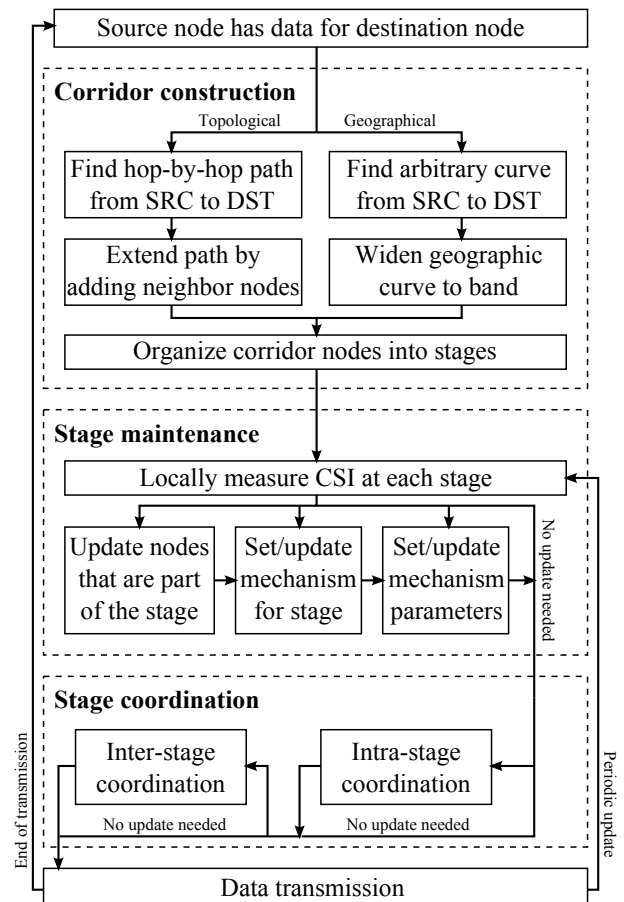 Source node has data for destination node
Corridor construction
Topological
Geographical
Find hop-by-hop path
from SRC to DST
Find arbitrary curve
from SRC to DST
Extend path by
adding neighbor nodes
Widen geographic
curve to band
Organize corridor nodes into stages
Stage maintenance
Locally measure CSI at each stage
Update nodes
that are part
of the stage
Set/update
mechanism
for stage
Set/update
mechanism
parameters
No update needed
Stage coordination
Inter-stage
coordination
Intra-stage
coordination
No update needed
No update needed
End of transmission
Periodic update
Data transmission